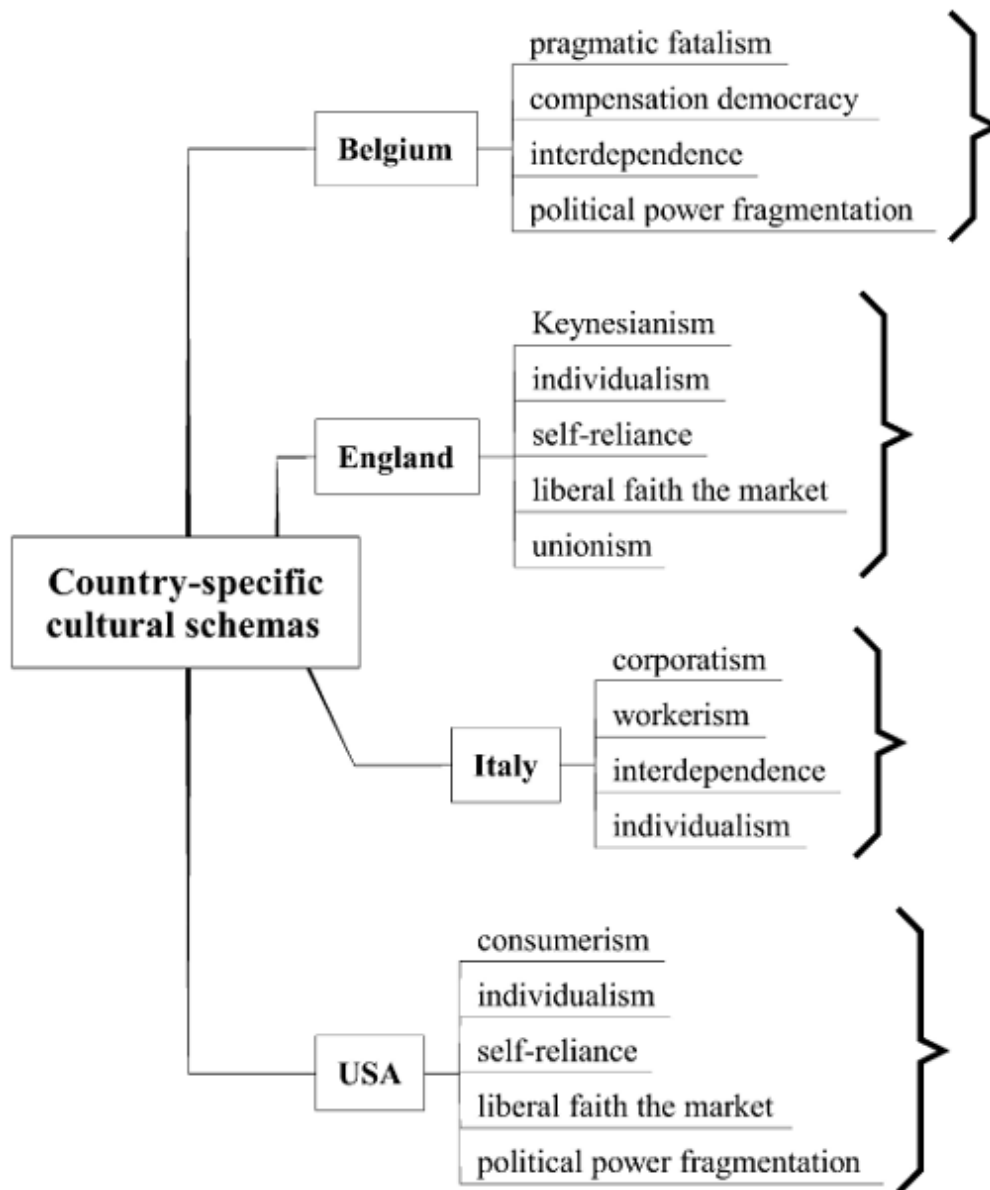 pragmatic fatalism
compensation democracy
Belgium
interdependence
political power fragmentation
Keynesianism
individualism
self-reliance
England
liberal faith the market
unionism
Country-specific
cultural schemas
corporatism
workerism
Italy
interdependence
individualism
consumerism
individualism
self-reliance
USA
liberal faith the market
political power fragmentation